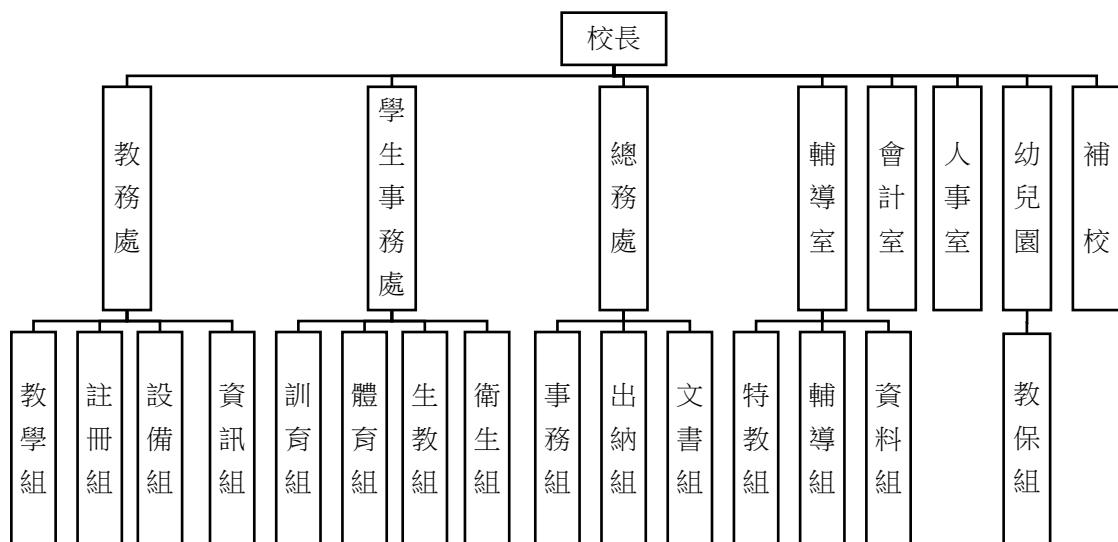 校長
教務處
學生事務處
總務處
輔導室
會計室
人事室
幼兒園
補校
教學組
註冊組
設備組
資訊組
訓育組
體育組
生教組
衛生組
事務組
出納組
文書組
特教組
輔導組
資料組
教保組